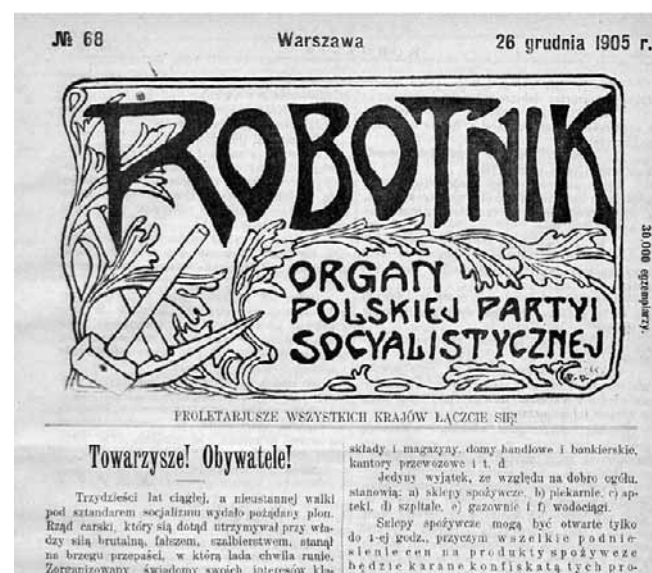 № 68 Warszawa 26 grudnia 1905 r.
ROBOTNIK
ORGAN
POLSKIEJ PARTYI
SOCYALISTYCZNEJ
30.000 egzemplarzy.
PROLETARJUSZE WSZYSTKICH KRAJÓW ŁĄCZCIE SIĘ!
Towarzysze! Obywatele!
Trzydzieści lat ciągłej, a nieustannej walki
pod sztandarem socjalizmu wydało pożądany plon.
Rząd carski, który się dotąd utrzymywał przy wła-
dzy siłą brutalną, fałszem, szalbierstwem, stanął
na brzegu przepaści, w którą lada chwila runie.
Zorganizowany, świadomy swoich interesów kla-
składy i magazyny, domy handlowe i bankierskie,
kantory przewozowe i t. d.
Jedyny wyjątek, ze względu na dobro ogółu,
stanowią: a) sklepy spożywcze, b) piekarnie, c) ap-
teki, d) szpitale, e) gazownie i f) wodociągi.
Sklepy spożywcze mogą być otwarte tylko
do 1-ej godz., przyczym wszelkie podnie-
sienie cen na produkty spożywcze
będzie karane konfiskatą tych pro-